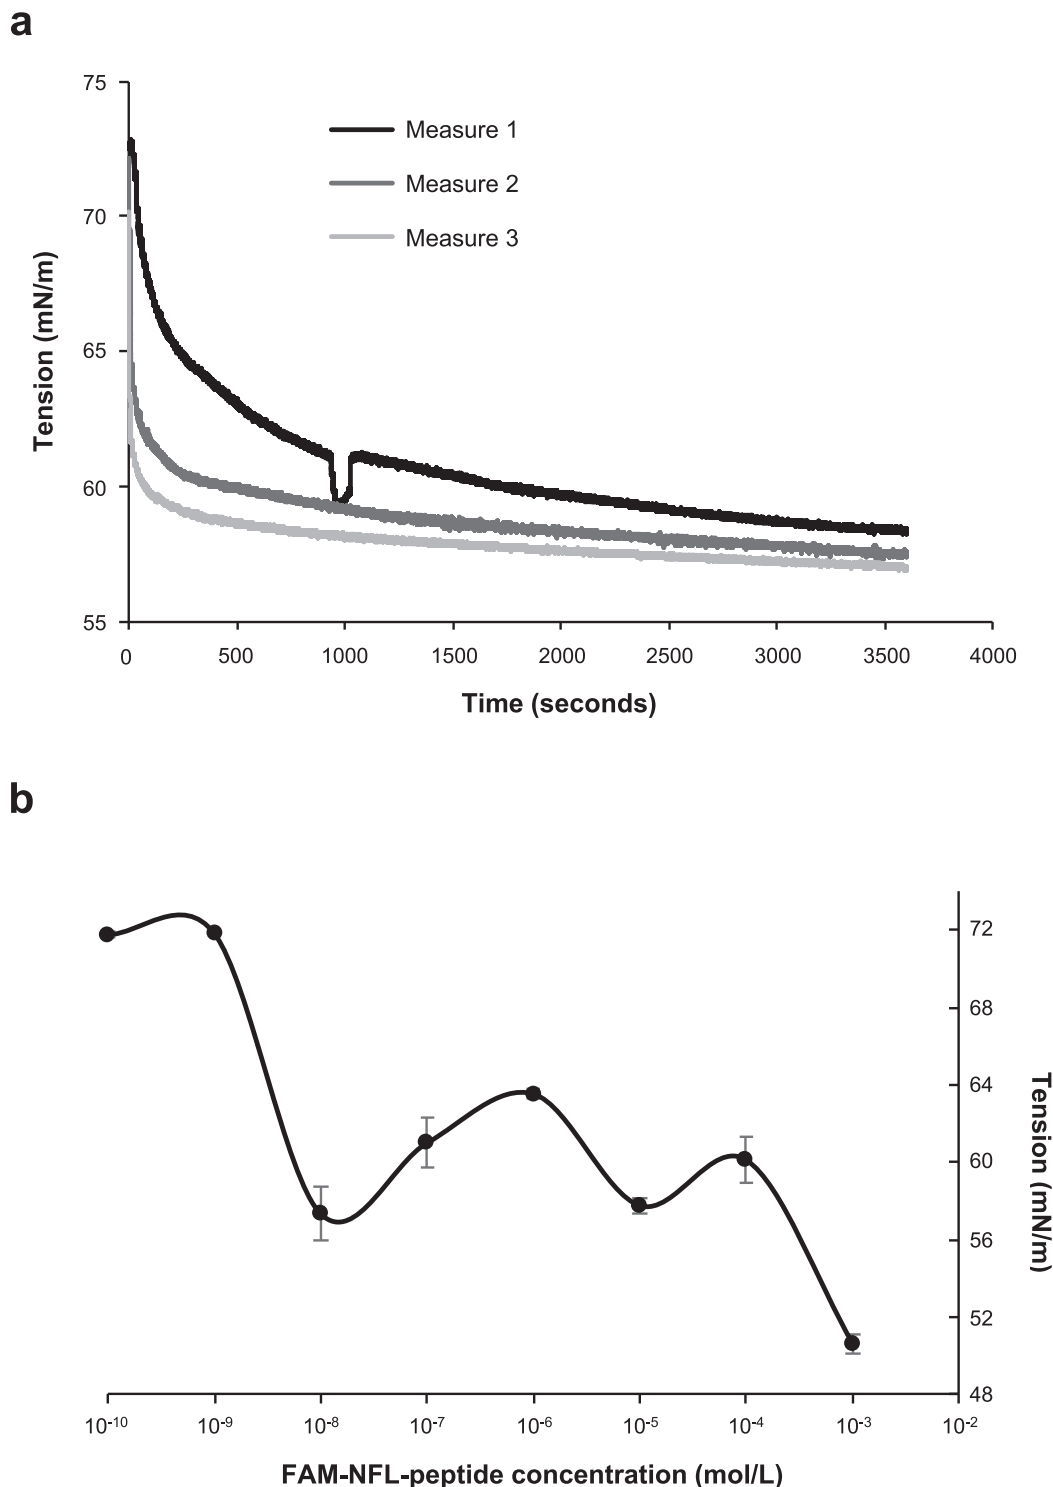 a
75
70
65
60
55
Tension (mN/m)
Measure 1
Measure 2
Measure 3
0 500 1000 1500 2000 2500 3000 3500 4000
Time (seconds)
b
72
68
64
60
56
52
48
Tension (mN/m)
10⁻¹⁰ 10⁻⁹ 10⁻⁸ 10⁻⁷ 10⁻⁶ 10⁻⁵ 10⁻⁴ 10⁻³ 10⁻²
FAM-NFL-peptide concentration (mol/L)